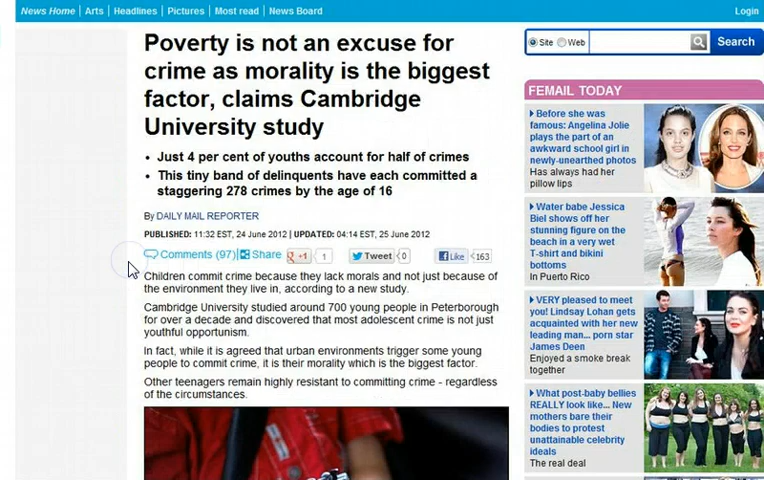 News Home | Arts | Headlines | Pictures | Most read | News Board
Login
Poverty is not an excuse for
crime as morality is the biggest
factor, claims Cambridge
University study
• Just 4 per cent of youths account for half of crimes
• This tiny band of delinquents have each committed a
staggering 278 crimes by the age of 16
By DAILY MAIL REPORTER
PUBLISHED: 11:32 EST, 24 June 2012 | UPDATED: 04:14 EST, 25 June 2012
Comments (97) Share +1 1 Tweet 0 Like 163
Children commit crime because they lack morals and not just because of
the environment they live in, according to a new study.
Cambridge University studied around 700 young people in Peterborough
for over a decade and discovered that most adolescent crime is not just
youthful opportunism.
In fact, while it is agreed that urban environments trigger some young
people to commit crime, it is their morality which is the biggest factor.
Other teenagers remain highly resistant to committing crime - regardless
of the circumstances.
Site Web Search
FEMAIL TODAY
Before she was
famous: Angelina Jolie
plays the part of an
awkward school girl in
newly-unearthed photos
Has always had her
pillow lips
Water babe Jessica
Biel shows off her
stunning figure on
the beach in a very wet
T-shirt and bikini
bottoms
In Puerto Rico
VERY pleased to meet
you! Lindsay Lohan gets
acquainted with her new
leading man... porn star
James Deen
Enjoyed a smoke break
together
What post-baby bellies
REALLY look like... New
mothers bare their
bodies to protest
unattainable celebrity
ideals
The real deal